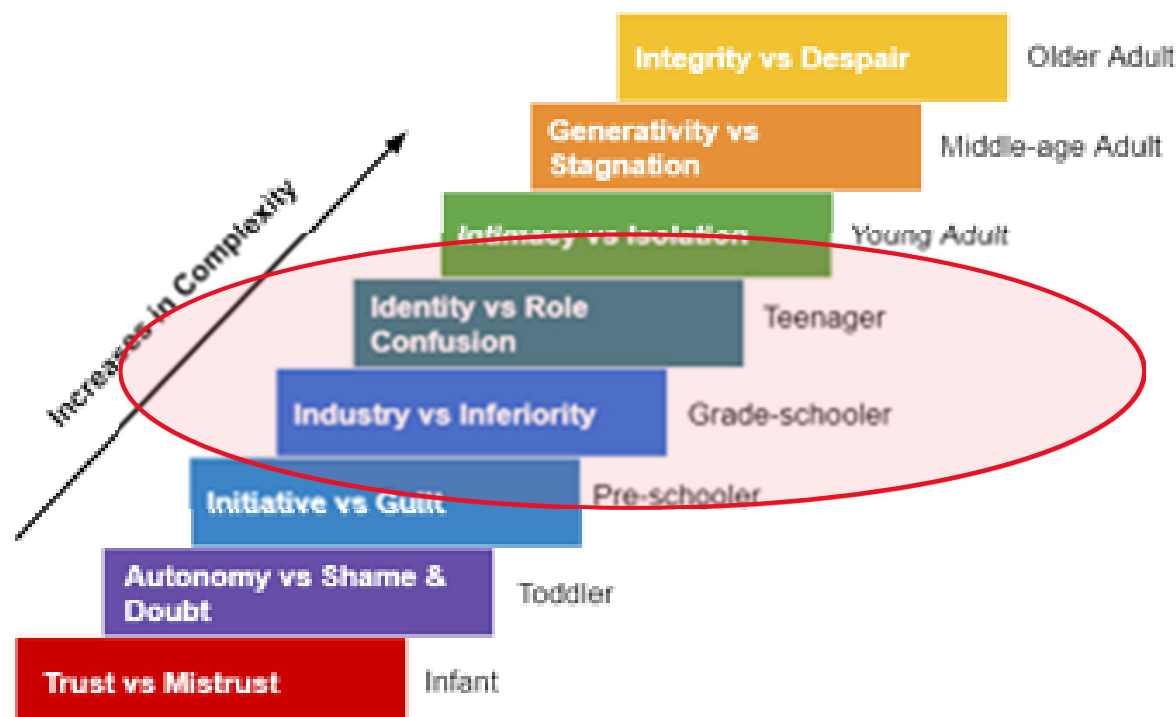 Integrity vs Despair
Older Adult
Generativity vs
Stagnation
Middle-age Adult
Intimacy vs Isolation
Young Adult
Increases in Complexity
Identity vs Role
Confusion
Teenager
Industry vs Inferiority
Grade-schooler
Initiative vs Guilt
Pre-schooler
Autonomy vs Shame &
Doubt
Toddler
Trust vs Mistrust
Infant